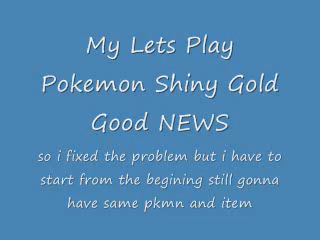 My Lets Play
Pokemon Shiny Gold
Good NEWS
so i fixed the problem but i have to
start from the begining still gonna
have same pkmn and item